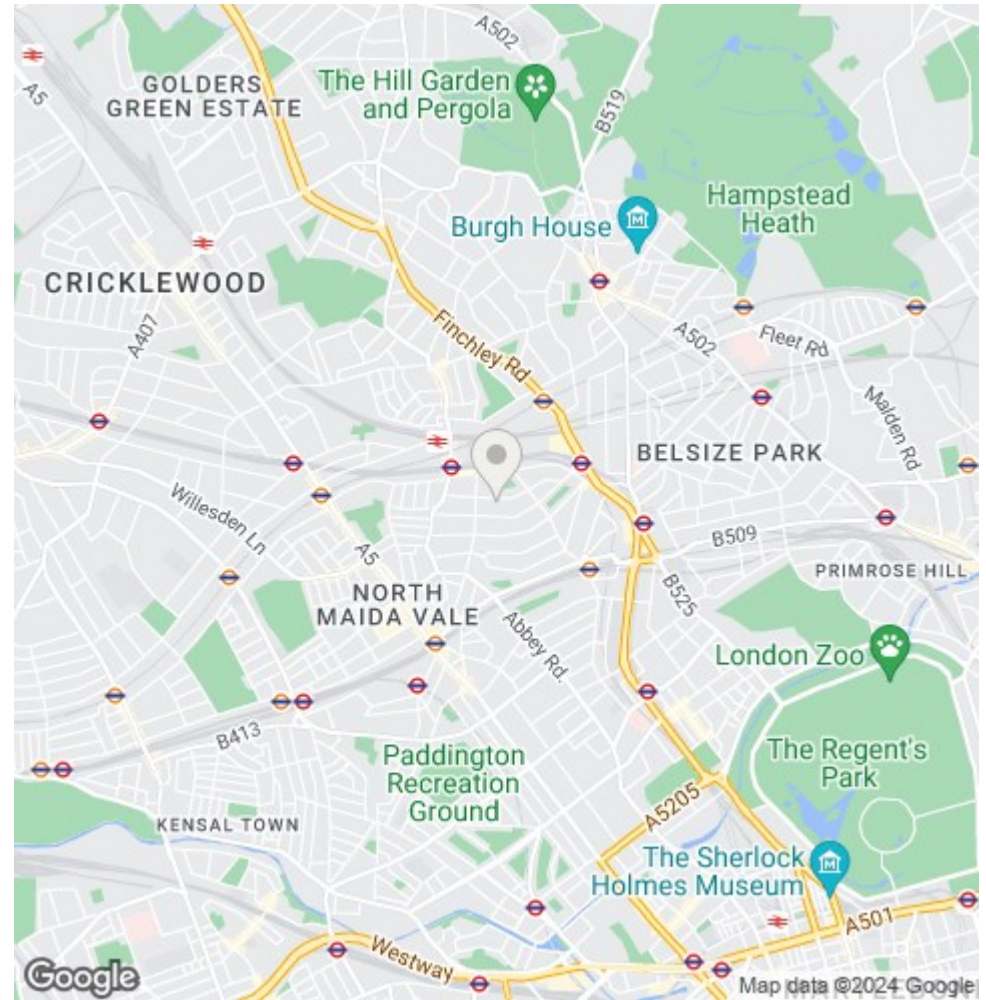 A502
GOLDERS
GREEN ESTATE
A5
The Hill Garden
and Pergola
B519
Hampstead
Heath
Burgh House
CRICKLEWOOD
A407
Finchley Rd
A502
Fleet Rd
Malden Rd
BELSIZE PARK
Willesden Ln
A5
B509
NORTH
MAIDA VALE
B525
PRIMROSE HILL
Abbey Rd.
London Zoo
B413
Paddington
Recreation
Ground
The Regent's
Park
A5205
KENSAL TOWN
The Sherlock
Holmes Museum
A501
Westway
Google
Map data ©2024 Google